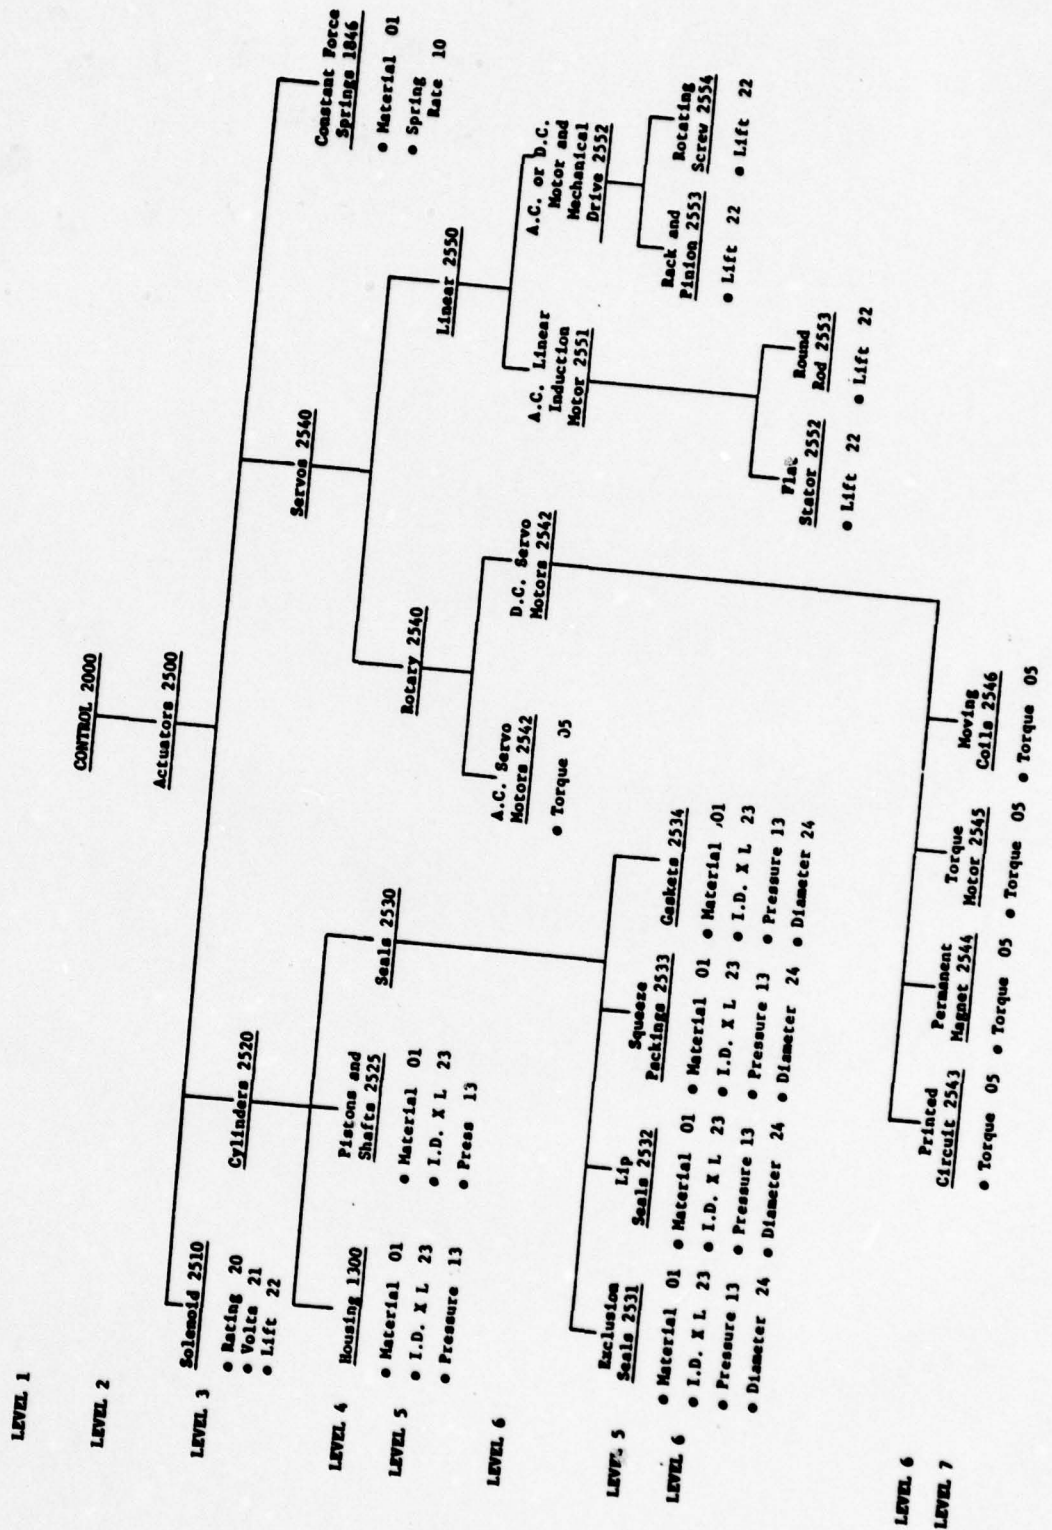 LEVEL 1
CONTROL 2000
LEVEL 2
Actuators 2500
LEVEL 3
Solenoid 2510
● Rating 20
● Volts 21
● Lift 22
Cylinders 2520
Servos 2540
Constant Force
Springs 1846
● Material 01
● Spring
Rate 10
LEVEL 4
Housing 1300
Pistons and
Shafts 2525
Seals 2530
Rotary 2540
Linear 2550
LEVEL 5
● Material 01
● I.D. X L 23
● Pressure 13
● Material 01
● I.D. X L 23
● Press 13
LEVEL 6
A.C. Servo
Motors 2542
● Torque 05
D.C. Servo
Motors 2542
A.C. Linear
Induction
Motor 2551
A.C. or D.C.
Motor and
Mechanical
Drive 2552
LEVEL 5
Exclusion
Seals 2531
Lip
Seals 2532
Squeeze
Packings 2533
Gaskets 2534
LEVEL 6
● Material 01
● I.D. X L 23
● Pressure 13
● Diameter 24
● Material 01
● I.D. X L 23
● Pressure 13
● Diameter 24
● Material 01
● I.D. X L 23
● Pressure 13
● Diameter 24
● Material 01
● I.D. X L 23
● Pressure 13
● Diameter 24
Flat
Stator 2552
● Lift 22
Round
Rod 2553
● Lift 22
Rack and
Pinion 2553
● Lift 22
Rotating
Screw 2554
● Lift 22
LEVEL 6
Printed
Circuit 2543
Permanent
Magnet 2544
Torque
Motor 2545
Moving
Coils 2546
LEVEL 7
● Torque 05
● Torque 05
● Torque 05
● Torque 05